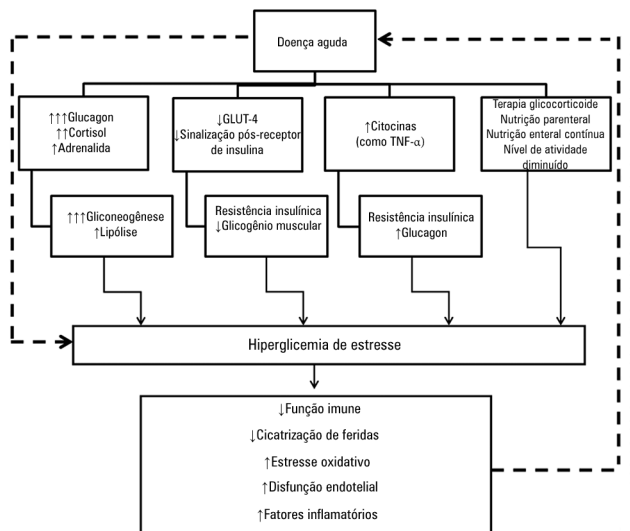 Doença aguda
↑↑↑Glucagon
↑↑Cortisol
↑Adrenalida
↓GLUT-4
↓Sinalização pós-receptor
de insulina
↑Citocinas
(como TNF-α)
Terapia glicocorticoide
Nutrição parenteral
Nutrição enteral contínua
Nível de atividade
diminuído
↑↑↑Gliconeogênese
↑Lipólise
Resistência insulínica
↓Glicogênio muscular
Resistência insulínica
↑Glucagon
Hiperglicemia de estresse
↓Função imune
↓Cicatrização de feridas
↑Estresse oxidativo
↑Disfunção endotelial
↑Fatores inflamatórios